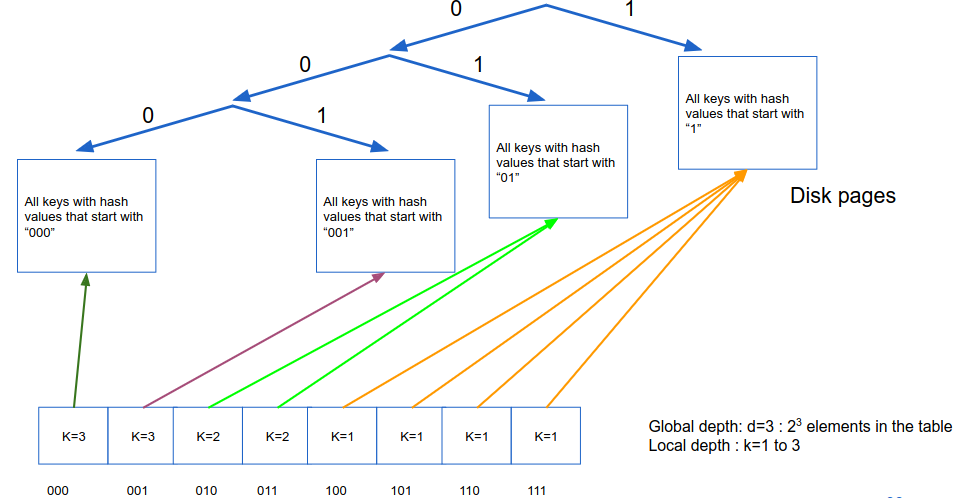 0
1
0
1
0
1
All keys with hash
values that start with
“1”
All keys with hash
values that start with
“01”
All keys with hash
values that start with
“000”
All keys with hash
values that start with
“001”
Disk pages
K=3
K=3
K=2
K=2
K=1
K=1
K=1
K=1
Global depth: d=3 : 2³ elements in the table
Local depth : k=1 to 3
000
001
010
011
100
101
110
111